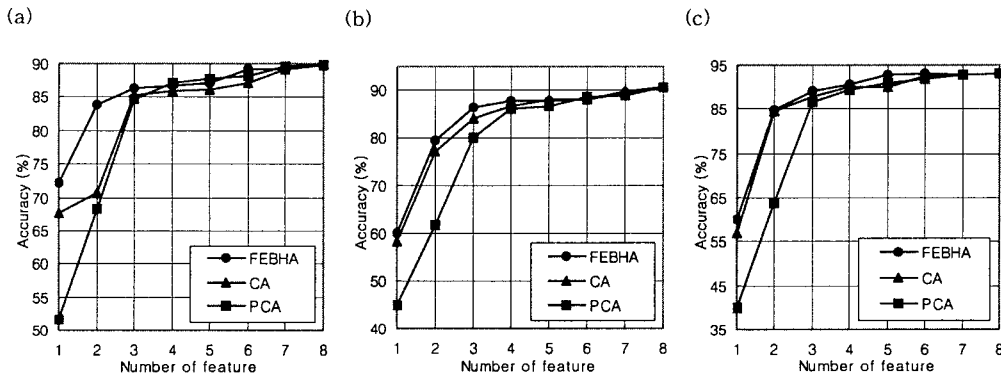 (a)
(b)
(c)
Accuracy (%)
90
85
80
75
70
65
60
55
50
FEBHA
CA
PCA
1 2 3 4 5 6 7 8
Number of feature
Accuracy (%)
90
80
70
60
50
40
FEBHA
CA
PCA
1 2 3 4 5 6 7 8
Number of feature
Accuracy (%)
95
85
75
65
55
45
35
FEBHA
CA
PCA
1 2 3 4 5 6 7 8
Number of feature